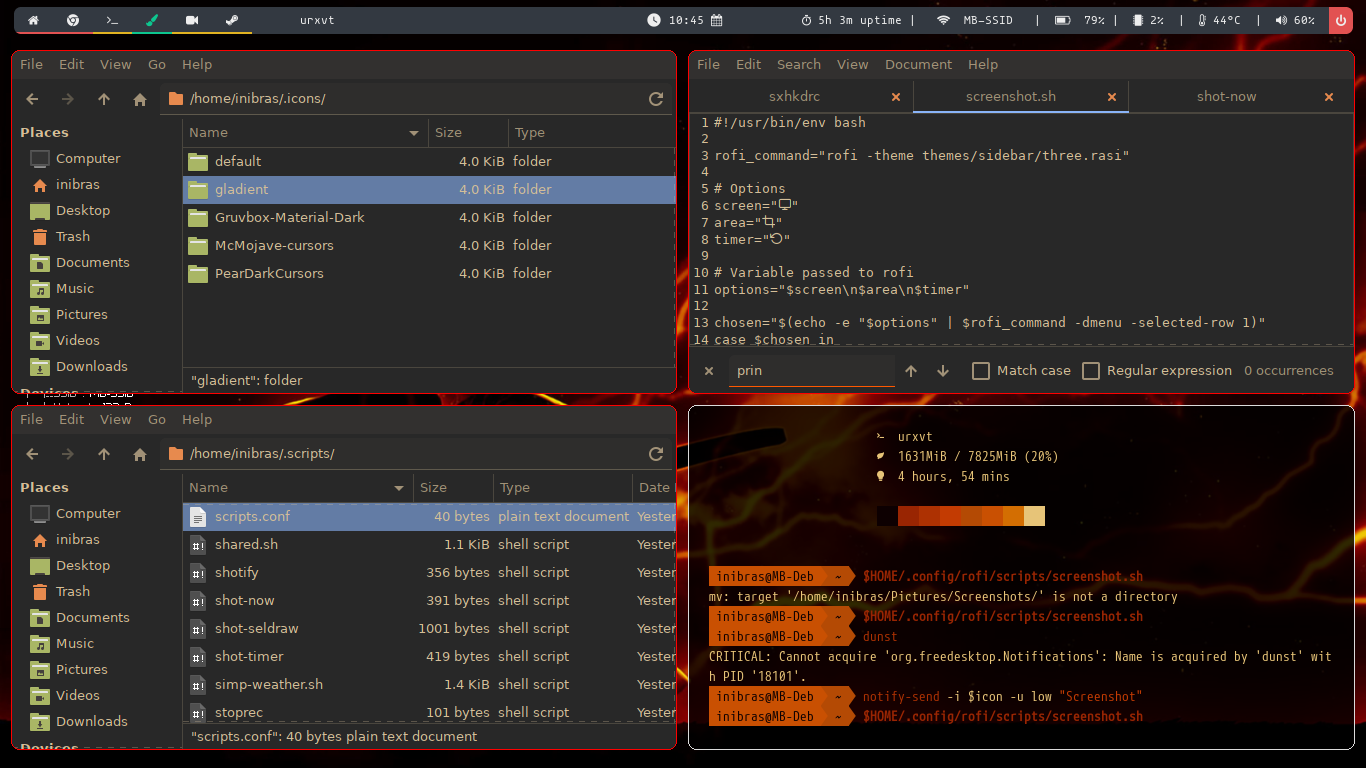 urxvt
10:45
5h 3m uptime |
MB-SSID
| 79% | 2% | 44°C | 60%
File Edit View Go Help
/home/inibras/.icons/
Places
Computer
inibras
Desktop
Trash
Documents
Music
Pictures
Videos
Downloads
Name Size Type
default 4.0 KiB folder
gladient 4.0 KiB folder
Gruvbox-Material-Dark 4.0 KiB folder
McMojave-cursors 4.0 KiB folder
PearDarkCursors 4.0 KiB folder
"gladient": folder
File Edit Search View Document Help
sxhkdrc screenshot.sh shot-now
1 #!/usr/bin/env bash
2
3 rofi_command="rofi -theme themes/sidebar/three.rasi"
4
5 # Options
6 screen=""
7 area=""
8 timer=""
9
10 # Variable passed to rofi
11 options="$screen\n$area\n$timer"
12
13 chosen="$(echo -e "$options" | $rofi_command -dmenu -selected-row 1)"
14 case $chosen in
prin Match case Regular expression 0 occurrences
File Edit View Go Help
/home/inibras/.scripts/
Places
Computer
inibras
Desktop
Trash
Documents
Music
Pictures
Videos
Downloads
Name Size Type Date
scripts.conf 40 bytes plain text document Yester
shared.sh 1.1 KiB shell script Yester
shotify 356 bytes shell script Yester
shot-now 391 bytes shell script Yester
shot-seldraw 1001 bytes shell script Yester
shot-timer 419 bytes shell script Yester
simp-weather.sh 1.4 KiB shell script Yester
stoprec 101 bytes shell script Yester
"scripts.conf": 40 bytes plain text document
urxvt
1631MiB / 7825MiB (20%)
4 hours, 54 mins
inibras@MB-Deb ~ $HOME/.config/rofi/scripts/screenshot.sh
mv: target '/home/inibras/Pictures/Screenshots/' is not a directory
inibras@MB-Deb ~ $HOME/.config/rofi/scripts/screenshot.sh
inibras@MB-Deb ~ dunst
CRITICAL: Cannot acquire 'org.freedesktop.Notifications': Name is acquired by 'dunst' wit
h PID '18101'.
inibras@MB-Deb ~ notify-send -i $icon -u low "Screenshot"
inibras@MB-Deb ~ $HOME/.config/rofi/scripts/screenshot.sh